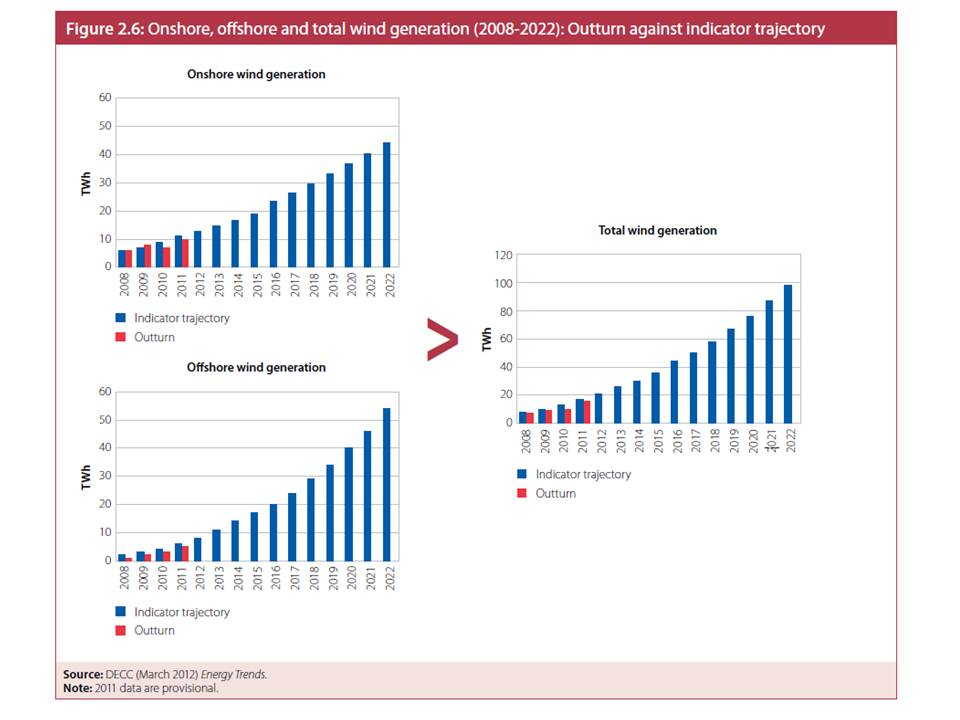 Figure 2.6: Onshore, offshore and total wind generation (2008-2022): Outturn against indicator trajectory
Onshore wind generation
60
50
40
30
20
10
0
TWh
2008 2009 2010 2011 2012 2013 2014 2015 2016 2017 2018 2019 2020 2021 2022
Indicator trajectory
Outturn
Offshore wind generation
60
50
40
30
20
10
0
TWh
2008 2009 2010 2011 2012 2013 2014 2015 2016 2017 2018 2019 2020 2021 2022
Indicator trajectory
Outturn
>
Total wind generation
120
100
80
60
40
20
0
TWh
2008 2009 2010 2011 2012 2013 2014 2015 2016 2017 2018 2019 2020 2021 2022
Indicator trajectory
Outturn
Source: DECC (March 2012) Energy Trends.
Note: 2011 data are provisional.